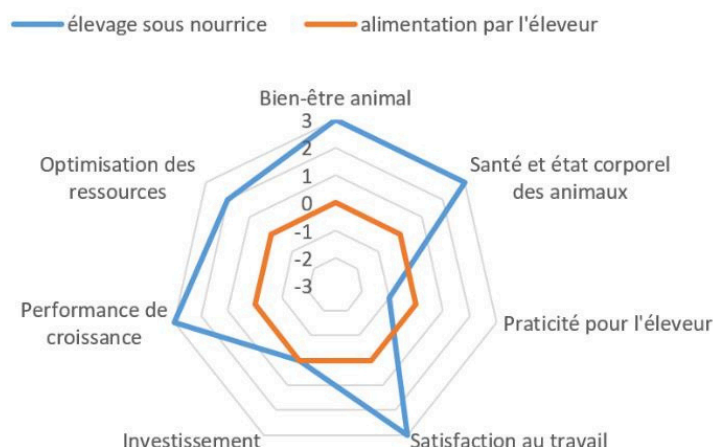 élevage sous nourrice
alimentation par l'éleveur
Bien-être animal
3
2
1
0
-1
-2
-3
Santé et état corporel
des animaux
Praticité pour l'éleveur
Satisfaction au travail
Investissement
Performance de
croissance
Optimisation des
ressources